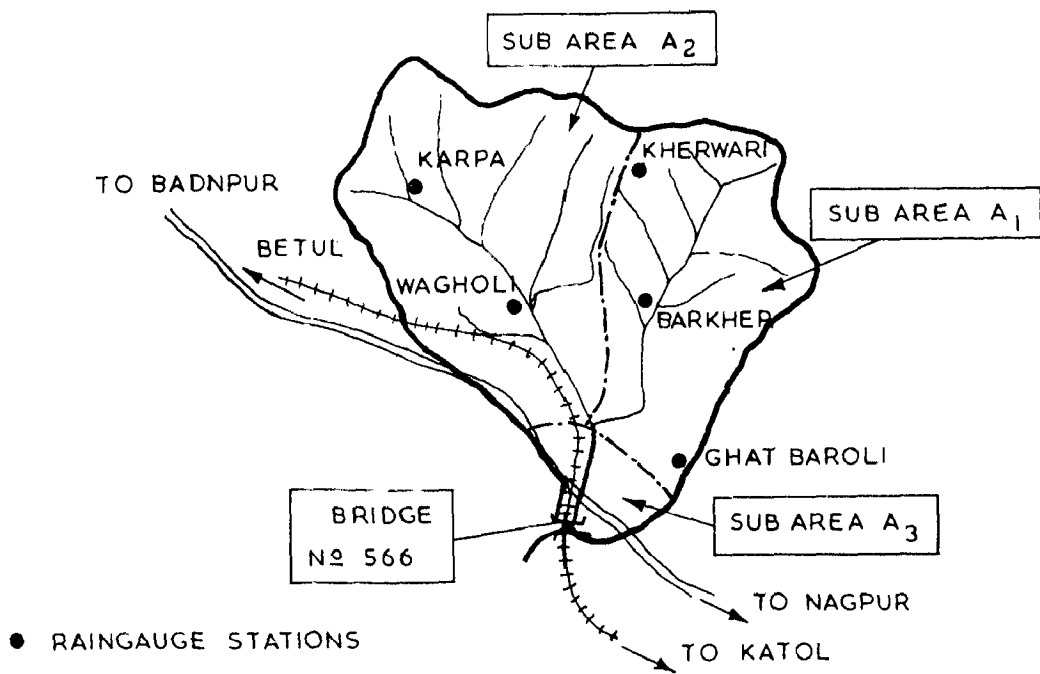 SUB AREA A2
KARPA
KHERWARI
TO BADNPUR
SUB AREA A1
BETUL
WAGHOLI
BARKHER
GHAT BAROLI
BRIDGE
Nº 566
SUB AREA A3
TO NAGPUR
● RAINGAUGE STATIONS
TO KATOL